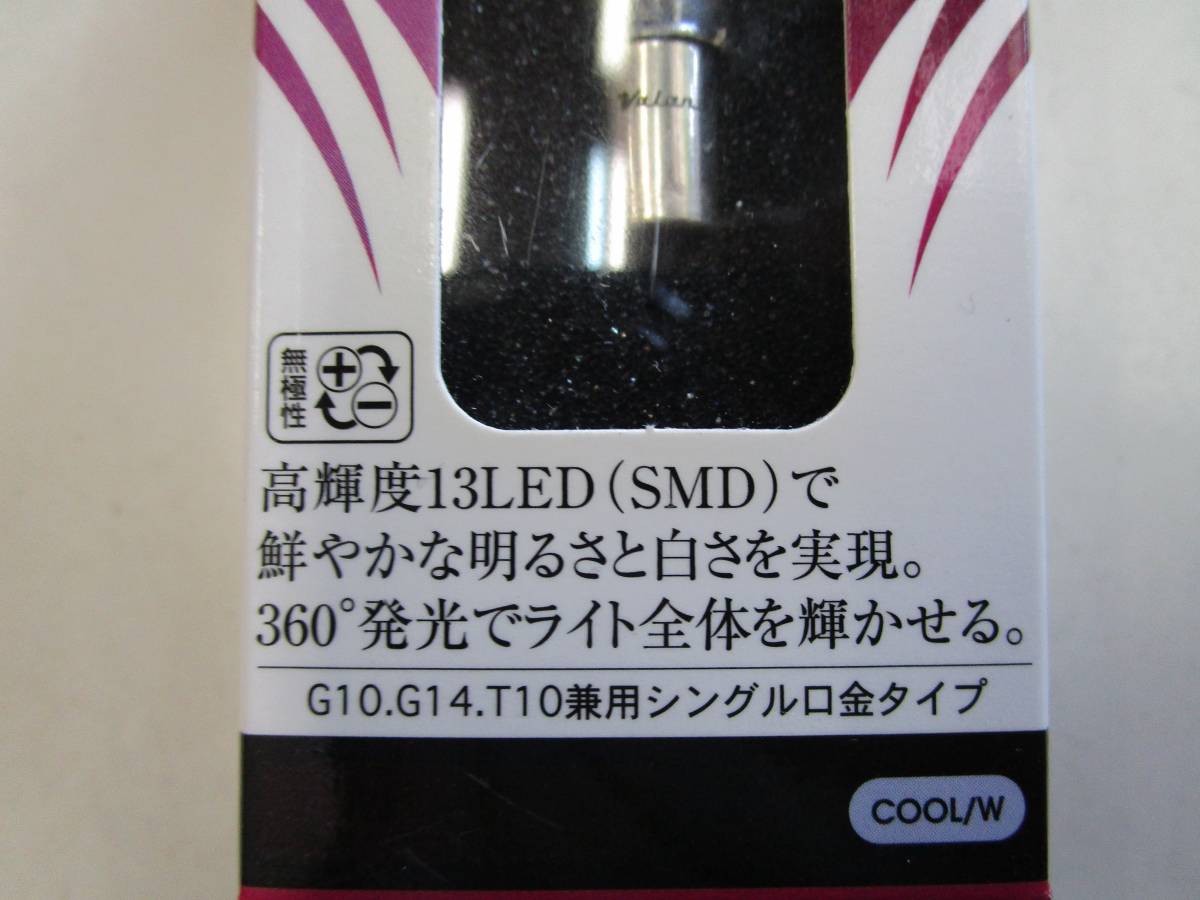 Valen
無極性
高輝度13LED(SMD)で
鮮やかな明るさと白さを実現。
360°発光でライト全体を輝かせる。
G10.G14.T10兼用シングル口金タイプ
COOL/W